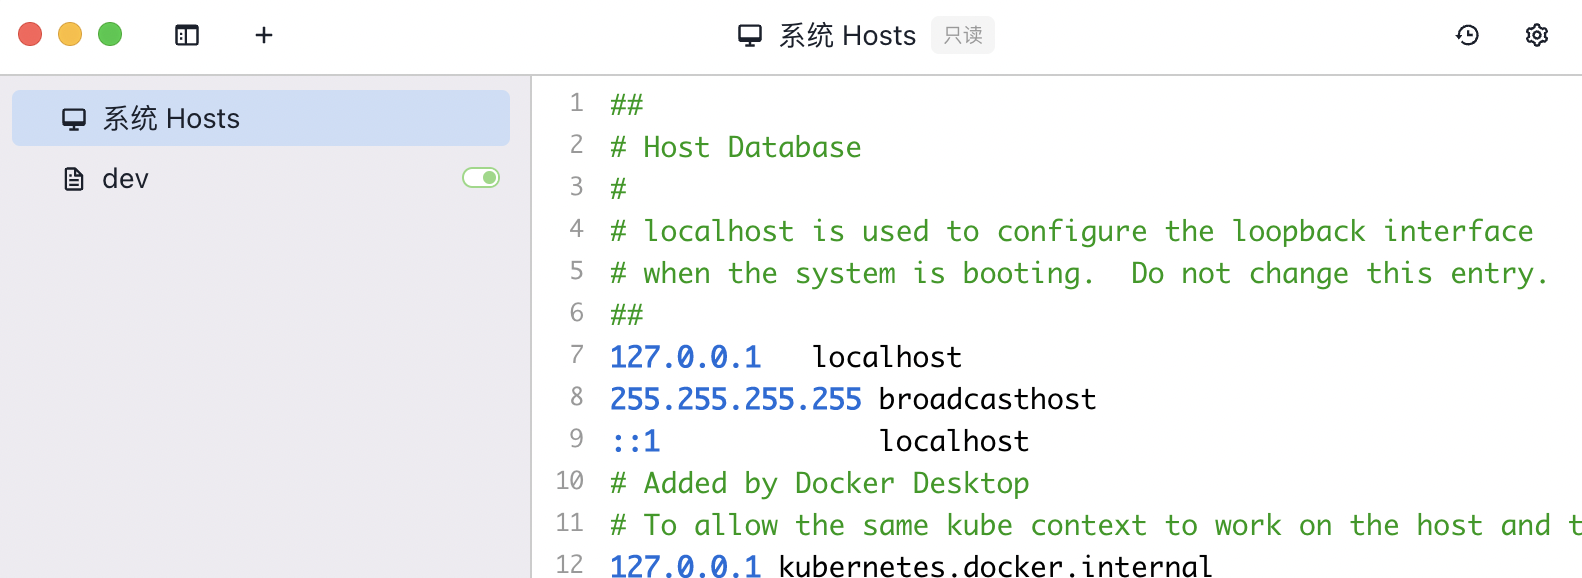 系统 Hosts 只读
系统 Hosts
dev
1 ##
2 # Host Database
3 #
4 # localhost is used to configure the loopback interface
5 # when the system is booting.  Do not change this entry.
6 ##
7 127.0.0.1   localhost
8 255.255.255.255 broadcasthost
9 ::1             localhost
10 # Added by Docker Desktop
11 # To allow the same kube context to work on the host and t
12 127.0.0.1 kubernetes.docker.internal